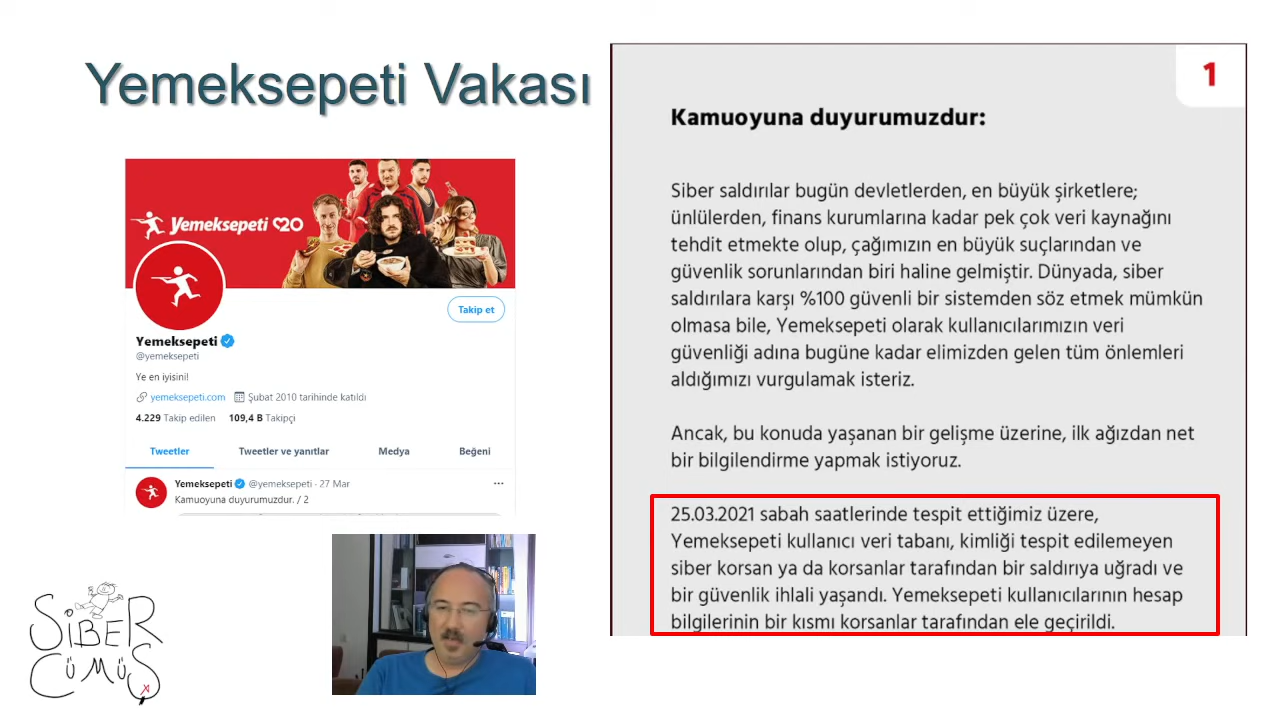 Yemeksepeti Vakası
Yemeksepeti 20
Takip et
Yemeksepeti
@yemeksepeti
Ye en iyisini!
yemeksepeti.com Şubat 2010 tarihinde katıldı
4.229 Takip edilen 109,4 B Takipçi
Tweetler Tweetler ve yanıtlar Medya Beğeni
Yemeksepeti @yemeksepeti · 27 Mar
Kamuoyuna duyurumuzdur. / 2
SİBER
CÜMÜŞ
1
Kamuoyuna duyurumuzdur:
Siber saldırılar bugün devletlerden, en büyük şirketlere;
ünlülerden, finans kurumlarına kadar pek çok veri kaynağını
tehdit etmekte olup, çağımızın en büyük suçlarından ve
güvenlik sorunlarından biri haline gelmiştir. Dünyada, siber
saldırılara karşı %100 güvenli bir sistemden söz etmek mümkün
olmasa bile, Yemeksepeti olarak kullanıcılarımızın veri
güvenliği adına bugüne kadar elimizden gelen tüm önlemleri
aldığımızı vurgulamak isteriz.
Ancak, bu konuda yaşanan bir gelişme üzerine, ilk ağızdan net
bir bilgilendirme yapmak istiyoruz.
25.03.2021 sabah saatlerinde tespit ettiğimiz üzere,
Yemeksepeti kullanıcı veri tabanı, kimliği tespit edilemeyen
siber korsan ya da korsanlar tarafından bir saldırıya uğradı ve
bir güvenlik ihlali yaşandı. Yemeksepeti kullanıcılarının hesap
bilgilerinin bir kısmı korsanlar tarafından ele geçirildi.